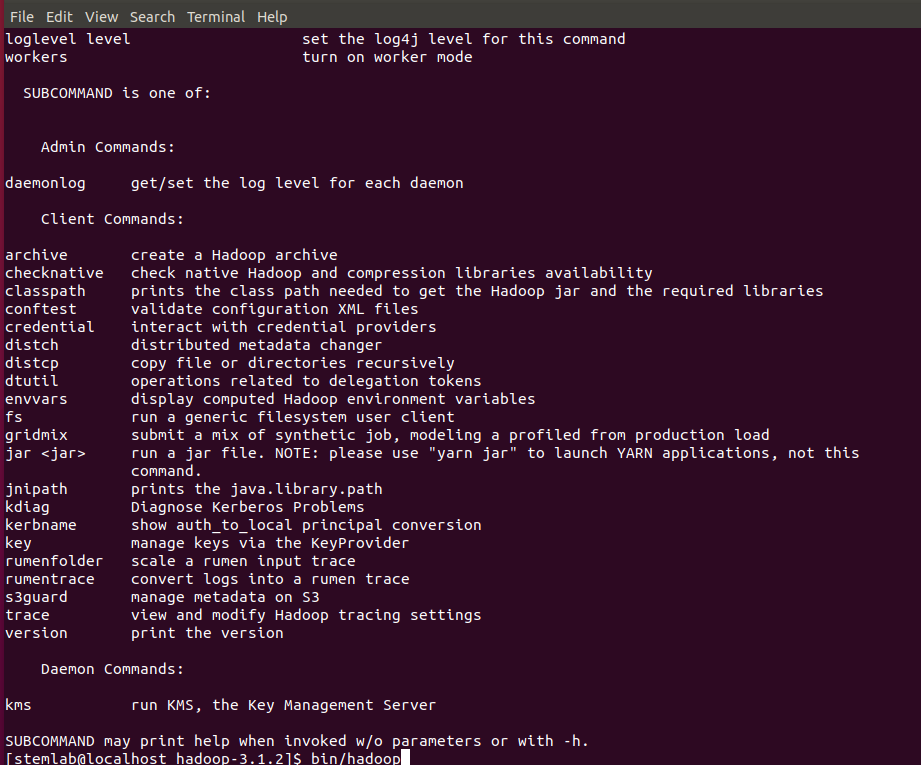 File Edit View Search Terminal Help
loglevel level set the log4j level for this command
workers turn on worker mode
SUBCOMMAND is one of:
Admin Commands:
daemonlog get/set the log level for each daemon
Client Commands:
archive create a Hadoop archive
checknative check native Hadoop and compression libraries availability
classpath prints the class path needed to get the Hadoop jar and the required libraries
conftest validate configuration XML files
credential interact with credential providers
distch distributed metadata changer
distcp copy file or directories recursively
dtutil operations related to delegation tokens
envvars display computed Hadoop environment variables
fs run a generic filesystem user client
gridmix submit a mix of synthetic job, modeling a profiled from production load
jar <jar> run a jar file. NOTE: please use "yarn jar" to launch YARN applications, not this
command.
jnipath prints the java.library.path
kdiag Diagnose Kerberos Problems
kerbname show auth_to_local principal conversion
key manage keys via the KeyProvider
rumenfolder scale a rumen input trace
rumentrace convert logs into a rumen trace
s3guard manage metadata on S3
trace view and modify Hadoop tracing settings
version print the version
Daemon Commands:
kms run KMS, the Key Management Server
SUBCOMMAND may print help when invoked w/o parameters or with -h.
[stemlab@localhost hadoop-3.1.2]$ bin/hadoop